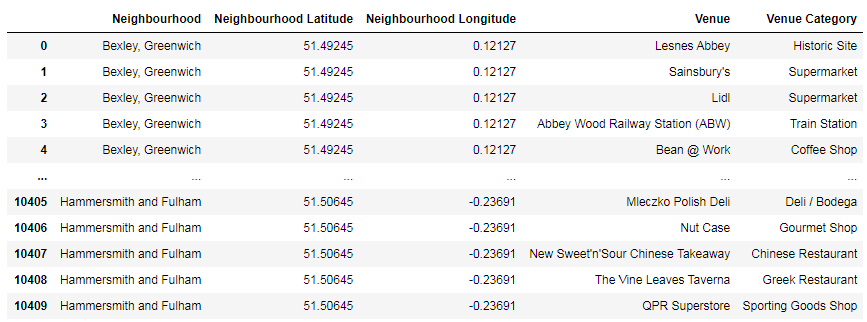 Neighbourhood Neighbourhood Latitude Neighbourhood Longitude Venue Venue Category
0 Bexley, Greenwich 51.49245 0.12127 Lesnes Abbey Historic Site
1 Bexley, Greenwich 51.49245 0.12127 Sainsbury's Supermarket
2 Bexley, Greenwich 51.49245 0.12127 Lidl Supermarket
3 Bexley, Greenwich 51.49245 0.12127 Abbey Wood Railway Station (ABW) Train Station
4 Bexley, Greenwich 51.49245 0.12127 Bean @ Work Coffee Shop
... ... ... ... ... ...
10405 Hammersmith and Fulham 51.50645 -0.23691 Mleczko Polish Deli Deli / Bodega
10406 Hammersmith and Fulham 51.50645 -0.23691 Nut Case Gourmet Shop
10407 Hammersmith and Fulham 51.50645 -0.23691 New Sweet'n'Sour Chinese Takeaway Chinese Restaurant
10408 Hammersmith and Fulham 51.50645 -0.23691 The Vine Leaves Taverna Greek Restaurant
10409 Hammersmith and Fulham 51.50645 -0.23691 QPR Superstore Sporting Goods Shop